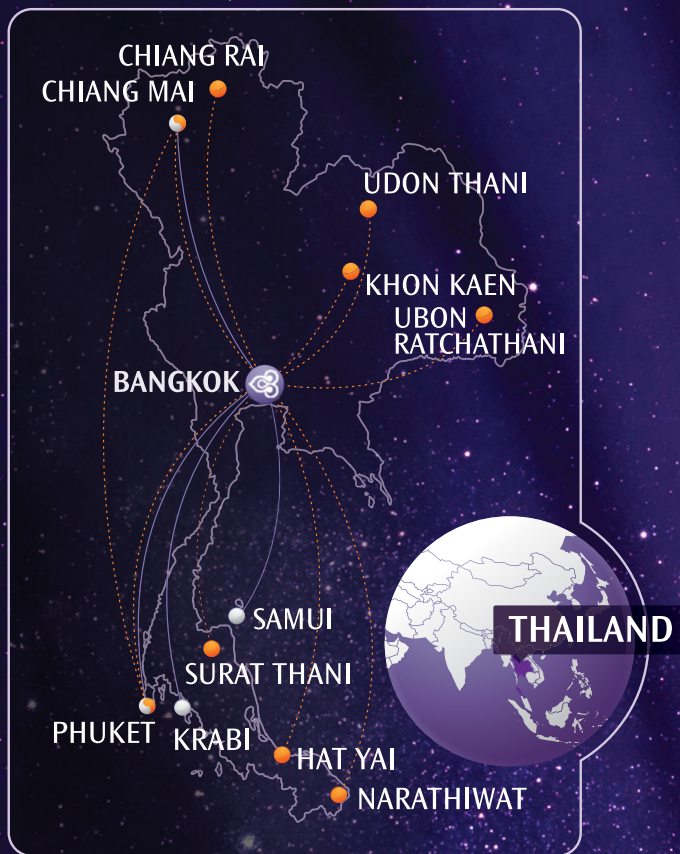 CHIANG RAI
CHIANG MAI
UDON THANI
KHON KAEN
UBON
RATCHATHANI
BANGKOK
SAMUI
THAILAND
SURAT THANI
PHUKET
KRABI
HAT YAI
NARATHIWAT